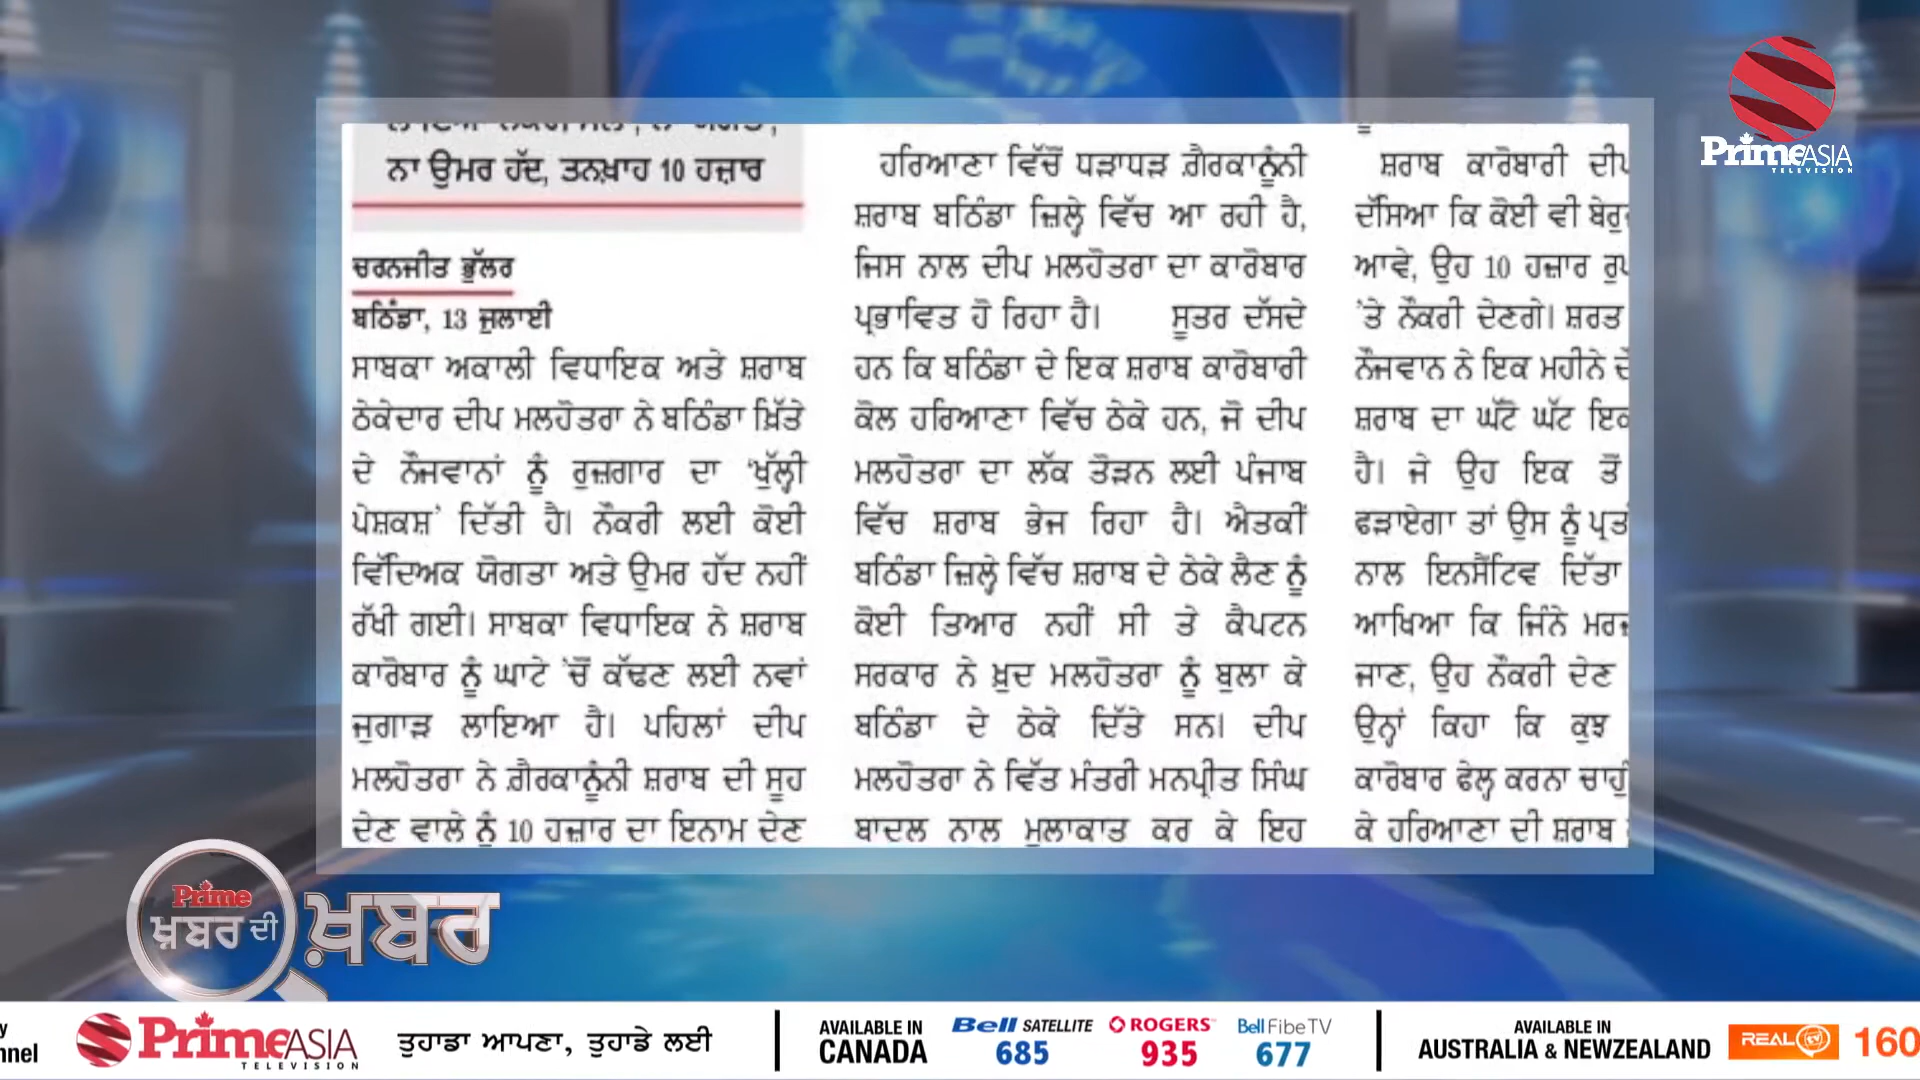 ਨਾ ਉਮਰ ਹੱਦ, ਤਨਖ਼ਾਹ 10 ਹਜ਼ਾਰ
ਚਰਨਜੀਤ ਭੁੱਲਰ
ਬਠਿੰਡਾ, 13 ਜੁਲਾਈ
ਸਾਬਕਾ ਅਕਾਲੀ ਵਿਧਾਇਕ ਅਤੇ ਸ਼ਰਾਬ
ਠੇਕੇਦਾਰ ਦੀਪ ਮਲਹੋਤਰਾ ਨੇ ਬਠਿੰਡਾ ਖ਼ਿੱਤੇ
ਦੇ ਨੌਜਵਾਨਾਂ ਨੂੰ ਰੁਜ਼ਗਾਰ ਦਾ 'ਖੁੱਲ੍ਹੀ
ਪੇਸ਼ਕਸ਼' ਦਿੱਤੀ ਹੈ। ਨੌਕਰੀ ਲਈ ਕੋਈ
ਵਿੱਦਿਅਕ ਯੋਗਤਾ ਅਤੇ ਉਮਰ ਹੱਦ ਨਹੀਂ
ਰੱਖੀ ਗਈ। ਸਾਬਕਾ ਵਿਧਾਇਕ ਨੇ ਸ਼ਰਾਬ
ਕਾਰੋਬਾਰ ਨੂੰ ਘਾਟੇ 'ਚੋਂ ਕੱਢਣ ਲਈ ਨਵਾਂ
ਜੁਗਾੜ ਲਾਇਆ ਹੈ। ਪਹਿਲਾਂ ਦੀਪ
ਮਲਹੋਤਰਾ ਨੇ ਗ਼ੈਰਕਾਨੂੰਨੀ ਸ਼ਰਾਬ ਦੀ ਸੂਹ
ਦੇਣ ਵਾਲੇ ਨੂੰ 10 ਹਜ਼ਾਰ ਦਾ ਇਨਾਮ ਦੇਣ
ਹਰਿਆਣਾ ਵਿੱਚੋਂ ਧੜਾਧੜ ਗ਼ੈਰਕਾਨੂੰਨੀ
ਸ਼ਰਾਬ ਬਠਿੰਡਾ ਜ਼ਿਲ੍ਹੇ ਵਿੱਚ ਆ ਰਹੀ ਹੈ,
ਜਿਸ ਨਾਲ ਦੀਪ ਮਲਹੋਤਰਾ ਦਾ ਕਾਰੋਬਾਰ
ਪ੍ਰਭਾਵਿਤ ਹੋ ਰਿਹਾ ਹੈ। ਸੂਤਰ ਦੱਸਦੇ
ਹਨ ਕਿ ਬਠਿੰਡਾ ਦੇ ਇਕ ਸ਼ਰਾਬ ਕਾਰੋਬਾਰੀ
ਕੋਲ ਹਰਿਆਣਾ ਵਿੱਚ ਠੇਕੇ ਹਨ, ਜੋ ਦੀਪ
ਮਲਹੋਤਰਾ ਦਾ ਲੱਕ ਤੋੜਨ ਲਈ ਪੰਜਾਬ
ਵਿੱਚ ਸ਼ਰਾਬ ਭੇਜ ਰਿਹਾ ਹੈ। ਐਤਕੀਂ
ਬਠਿੰਡਾ ਜ਼ਿਲ੍ਹੇ ਵਿੱਚ ਸ਼ਰਾਬ ਦੇ ਠੇਕੇ ਲੈਣ ਨੂੰ
ਕੋਈ ਤਿਆਰ ਨਹੀਂ ਸੀ ਤੇ ਕੈਪਟਨ
ਸਰਕਾਰ ਨੇ ਖ਼ੁਦ ਮਲਹੋਤਰਾ ਨੂੰ ਬੁਲਾ ਕੇ
ਬਠਿੰਡਾ ਦੇ ਠੇਕੇ ਦਿੱਤੇ ਸਨ। ਦੀਪ
ਮਲਹੋਤਰਾ ਨੇ ਵਿੱਤ ਮੰਤਰੀ ਮਨਪ੍ਰੀਤ ਸਿੰਘ
ਬਾਦਲ ਨਾਲ ਮੁਲਾਕਾਤ ਕਰ ਕੇ ਇਹ
ਸ਼ਰਾਬ ਕਾਰੋਬਾਰੀ ਦੀਪ
ਦੱਸਿਆ ਕਿ ਕੋਈ ਵੀ
ਆਵੇ, ਉਹ 10 ਹਜ਼ਾਰ
'ਤੇ ਨੌਕਰੀ ਦੇਣਗੇ। ਸ਼ਰਤ
ਨੌਜਵਾਨ ਨੇ ਇਕ ਮਹੀਨੇ
ਸ਼ਰਾਬ ਦਾ ਘੱਟੋ ਘੱਟ ਇਕ
ਹੈ। ਜੇ ਉਹ ਇਕ ਤੋਂ
ਫੜਾਏਗਾ ਤਾਂ ਉਸ ਨੂੰ
ਨਾਲ ਇਨਸੈਂਟਿਵ ਦਿੱਤਾ
ਆਖਿਆ ਕਿ ਜਿੰਨੇ
ਜਾਣ, ਉਹ ਨੌਕਰੀ ਦੇਣ
ਉਨ੍ਹਾਂ ਕਿਹਾ ਕਿ ਕੁਝ
ਕਾਰੋਬਾਰ ਫੇਲ੍ਹ ਕਰਨਾ
ਕੇ ਹਰਿਆਣਾ ਦੀ ਸ਼ਰਾਬ
PrimeASIA
TELEVISION
Prime
ਖ਼ਬਰ ਦੀ
ਖ਼ਬਰ
PrimeASIA
TELEVISION
ਤੁਹਾਡਾ ਆਪਣਾ, ਤੁਹਾਡੇ ਲਈ
AVAILABLE IN
CANADA
Bell SATELLITE
685
ROGERS
935
Bell FibeTV
677
AVAILABLE IN
AUSTRALIA & NEWZEALAND
REAL
160